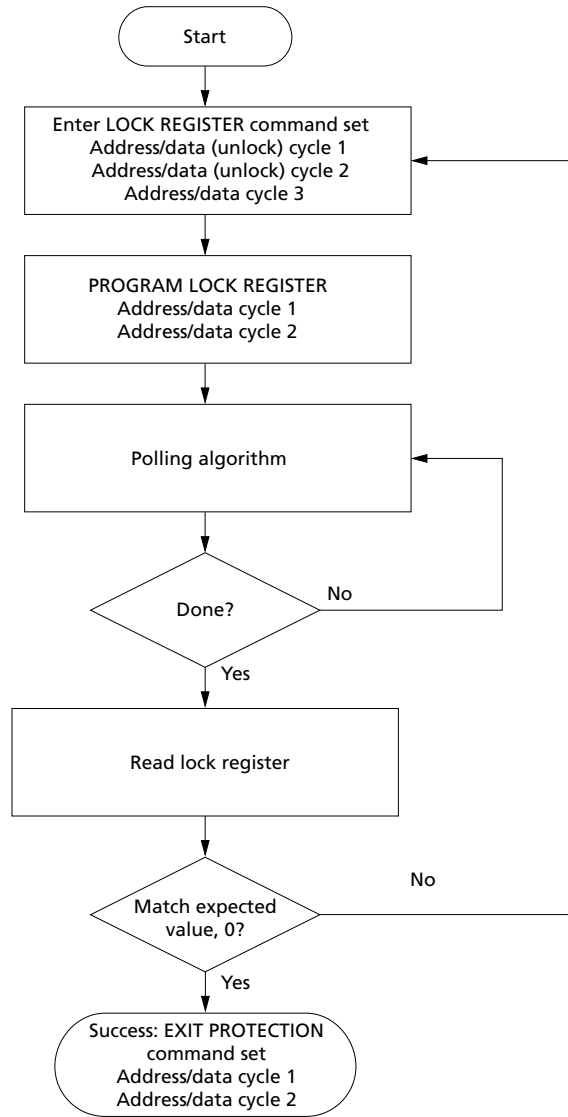 Start
Enter LOCK REGISTER command set
Address/data (unlock) cycle 1
Address/data (unlock) cycle 2
Address/data cycle 3
PROGRAM LOCK REGISTER
Address/data cycle 1
Address/data cycle 2
Polling algorithm
Done?
No
Yes
Read lock register
Match expected
value, 0?
No
Yes
Success: EXIT PROTECTION
command set
Address/data cycle 1
Address/data cycle 2